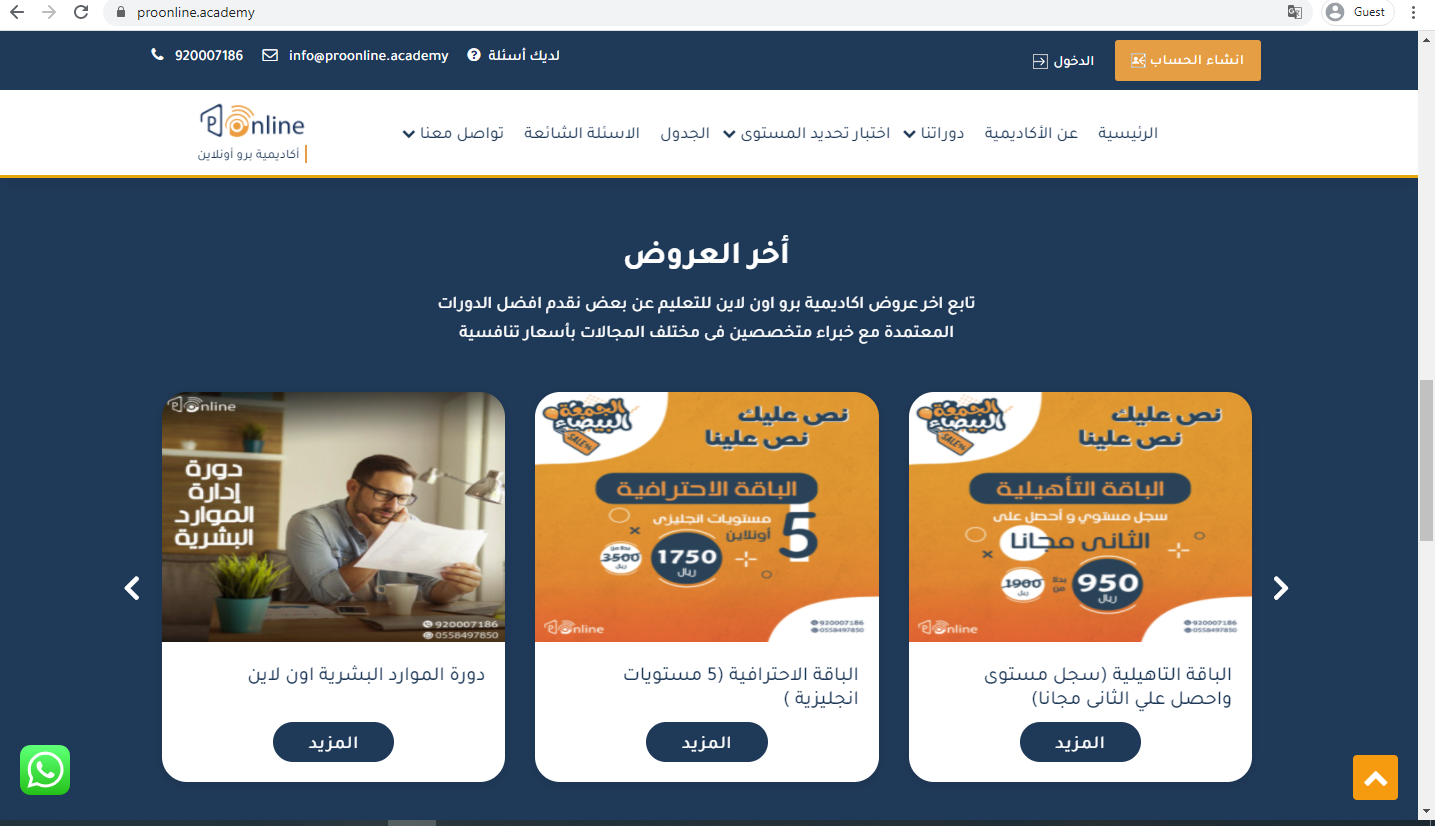 proonline.academy
Guest
920007186
info@proonline.academy
لديك أسئلة
الدخول
انشاء الحساب
Online
أكاديمية برو أونلاين
الرئيسية
عن الأكاديمية
دوراتنا
اختبار تحديد المستوى
الجدول
الاسئلة الشائعة
تواصل معنا
أخر العروض
تابع اخر عروض اكاديمية برو اون لاين للتعليم عن بعض نقدم افضل الدورات
المعتمدة مع خبراء متخصصين فى مختلف المجالات بأسعار تنافسية
الجمعة
البيضاء
SALE%
نص عليك
نص علينا
الباقة التأهيلية
سجل مستوي و أحصل على
الثانى مجانا
950
ريال
بدلا
من
1900
ريال
Online
920007186
0558497850
الباقة التاهيلية (سجل مستوى
واحصل علي الثانى مجانا)
المزيد
الجمعة
البيضاء
SALE%
نص عليك
نص علينا
الباقة الاحترافية
5
مستويات انجليزى
أونلاين
1750
ريال
بدلا من
3500
ريال
Online
920007186
0558497850
الباقة الاحترافية (5 مستويات
انجليزية )
المزيد
Online
دورة
إدارة
الموارد
البشرية
920007186
0558497850
دورة الموارد البشرية اون لاين
المزيد